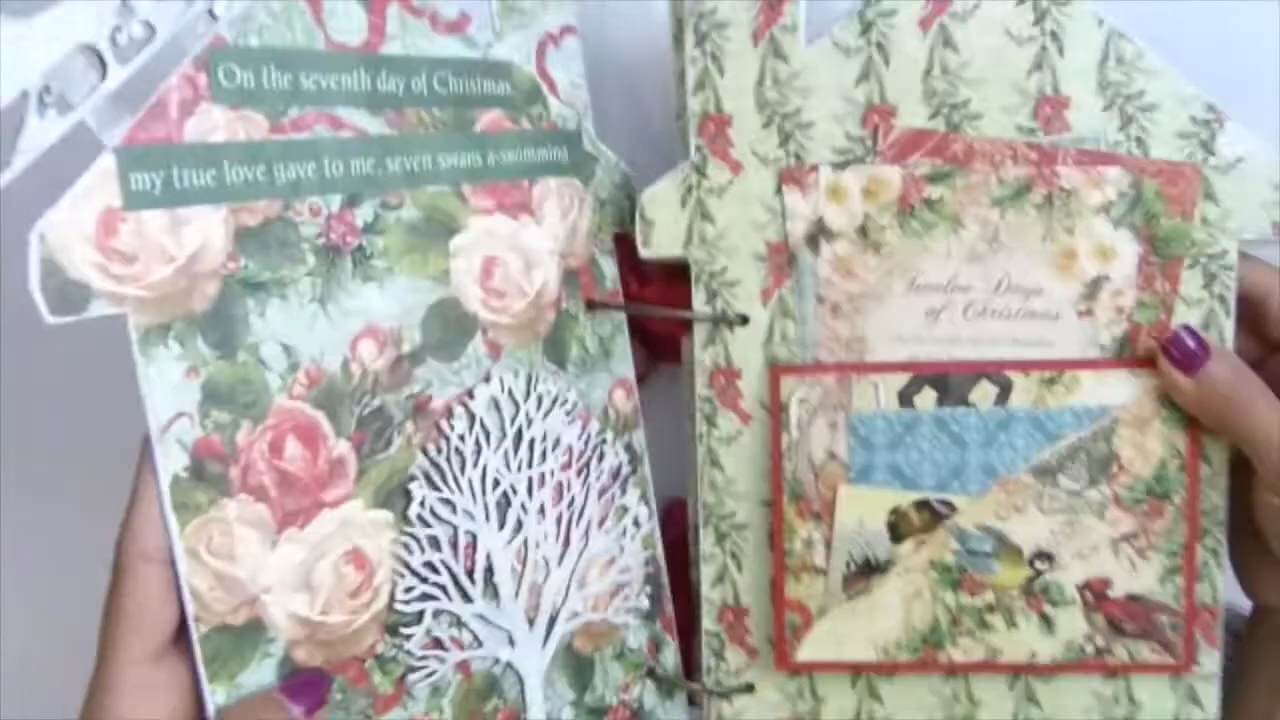 On the seventh day of Christmas
my true love gave to me, seven swans a-swimming
Twelve Days
of Christmas